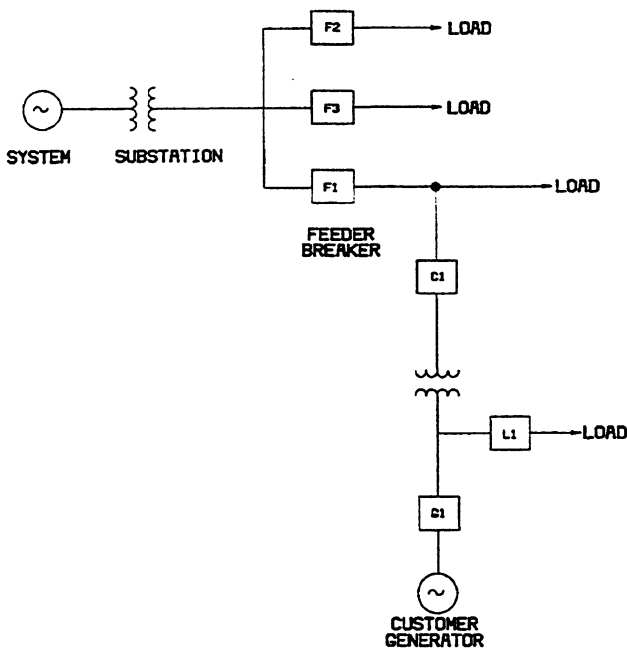 F2
LOAD
F3
LOAD
SYSTEM
SUBSTATION
F1
LOAD
FEEDER
BREAKER
C1
L1
LOAD
G1
CUSTOMER
GENERATOR